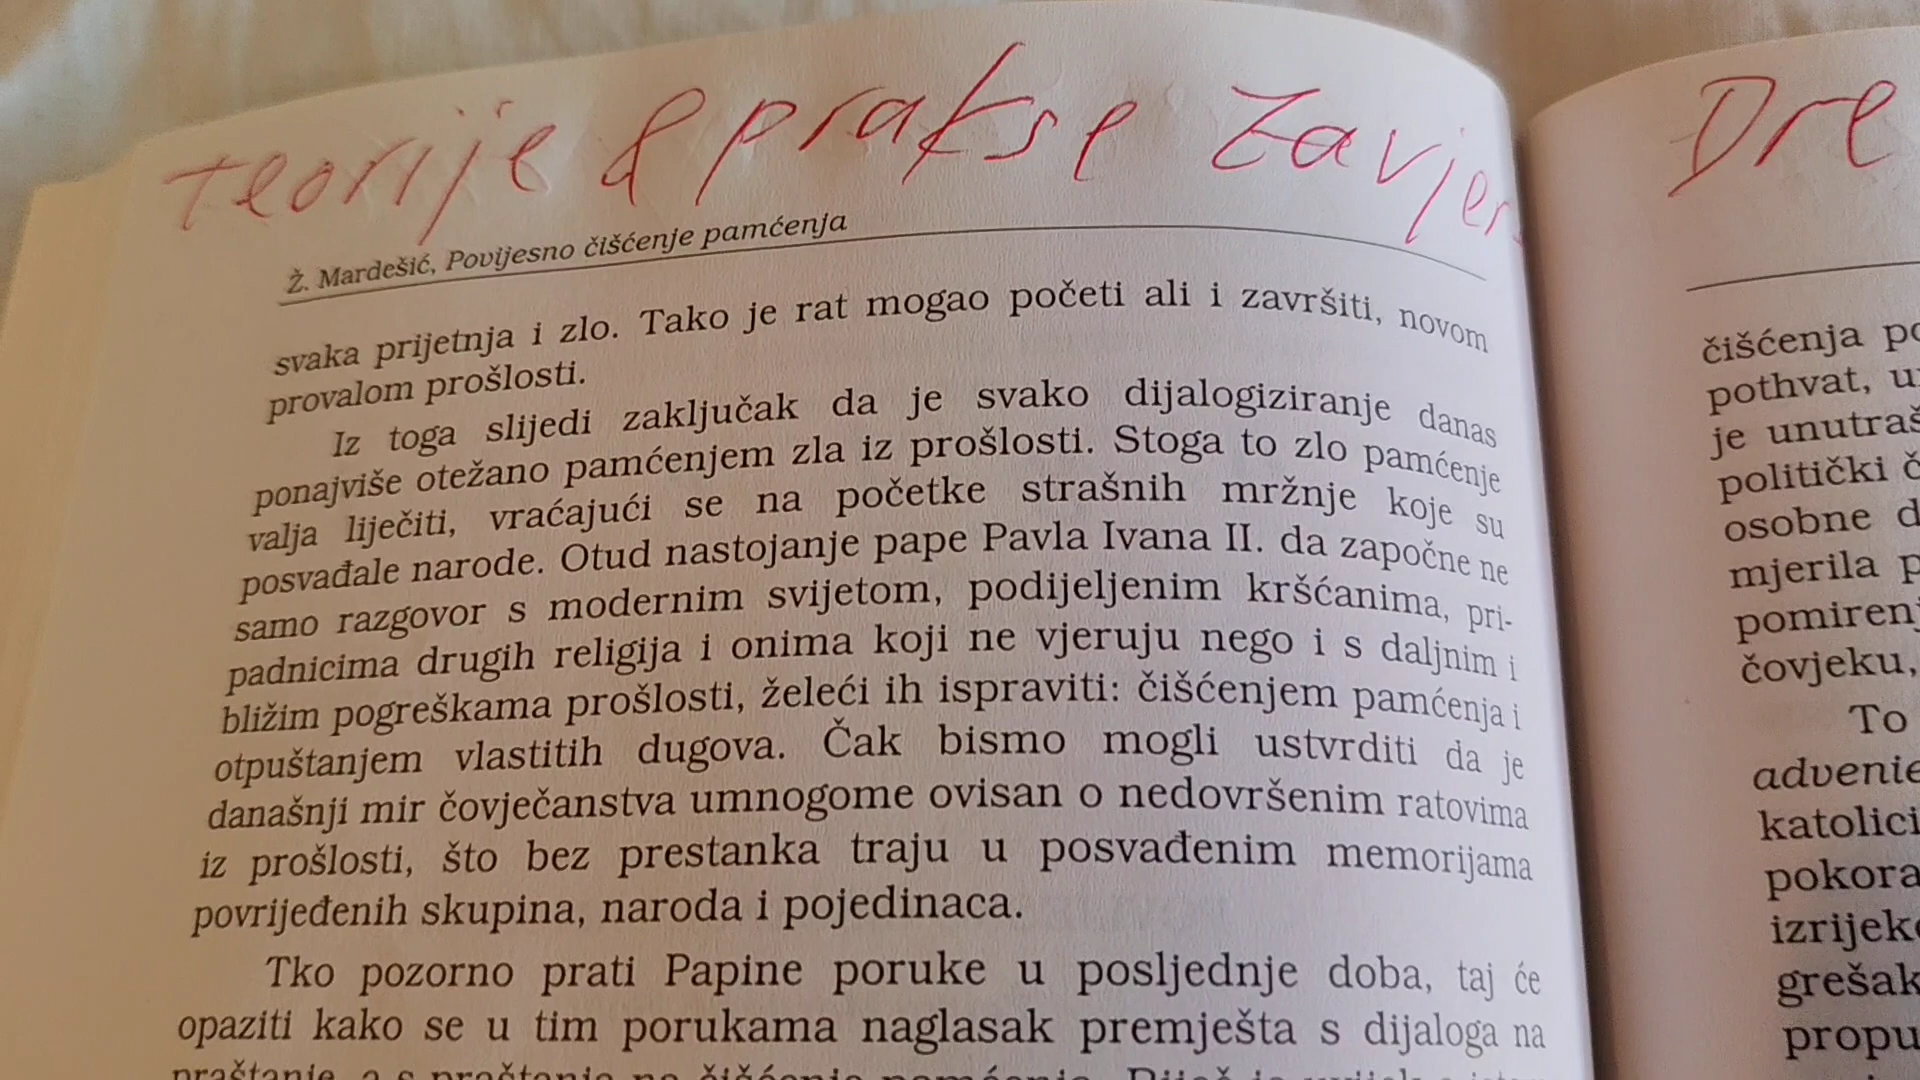 teorije & prakse zavjer
Ž. Mardešić, Povijesno čišćenje pamćenja
svaka prijetnja i zlo. Tako je rat mogao početi ali i završiti, novom
provalom prošlosti.
Iz toga slijedi zaključak da je svako dijalogiziranje danas
ponajviše otežano pamćenjem zla iz prošlosti. Stoga to zlo pamćenje
valja liječiti, vraćajući se na početke strašnih mržnje koje su
posvađale narode. Otud nastojanje pape Pavla Ivana II. da započne ne
samo razgovor s modernim svijetom, podijeljenim kršćanima, pri-
padnicima drugih religija i onima koji ne vjeruju nego i s daljnim i
bližim pogreškama prošlosti, želeći ih ispraviti: čišćenjem pamćenja i
otpuštanjem vlastitih dugova. Čak bismo mogli ustvrditi da je
današnji mir čovječanstva umnogome ovisan o nedovršenim ratovima
iz prošlosti, što bez prestanka traju u posvađenim memorijama
povrijeđenih skupina, naroda i pojedinaca.
Tko pozorno prati Papine poruke u posljednje doba, taj će
opaziti kako se u tim porukama naglasak premješta s dijaloga na
Dre
čišćenja
pothvat,
je
politički
osobne
mjerila
pomirenj
čovjeku,
To
advenie
katolici
pokora
grešak
propu